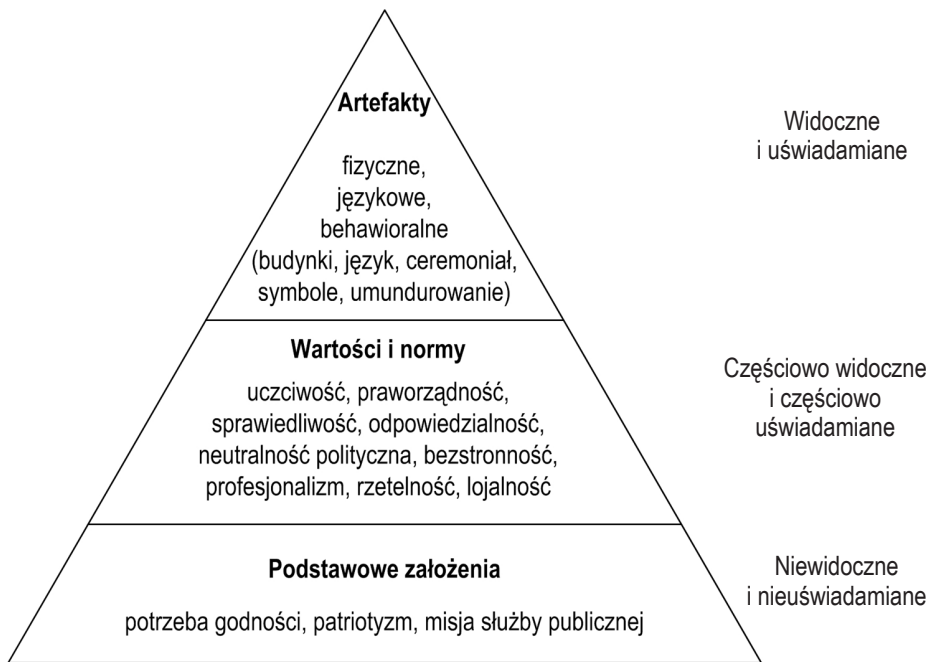 Artefakty
fizyczne,
językowe,
behawioralne
(budynki, język, ceremoniał,
symbole, umundurowanie)
Widoczne
i uświadamiane
Wartości i normy
uczciwość, praworządność,
sprawiedliwość, odpowiedzialność,
neutralność polityczna, bezstronność,
profesjonalizm, rzetelność, lojalność
Częściowo widoczne
i częściowo
uświadamiane
Podstawowe założenia
potrzeba godności, patriotyzm, misja służby publicznej
Niewidoczne
i nieuświadamiane